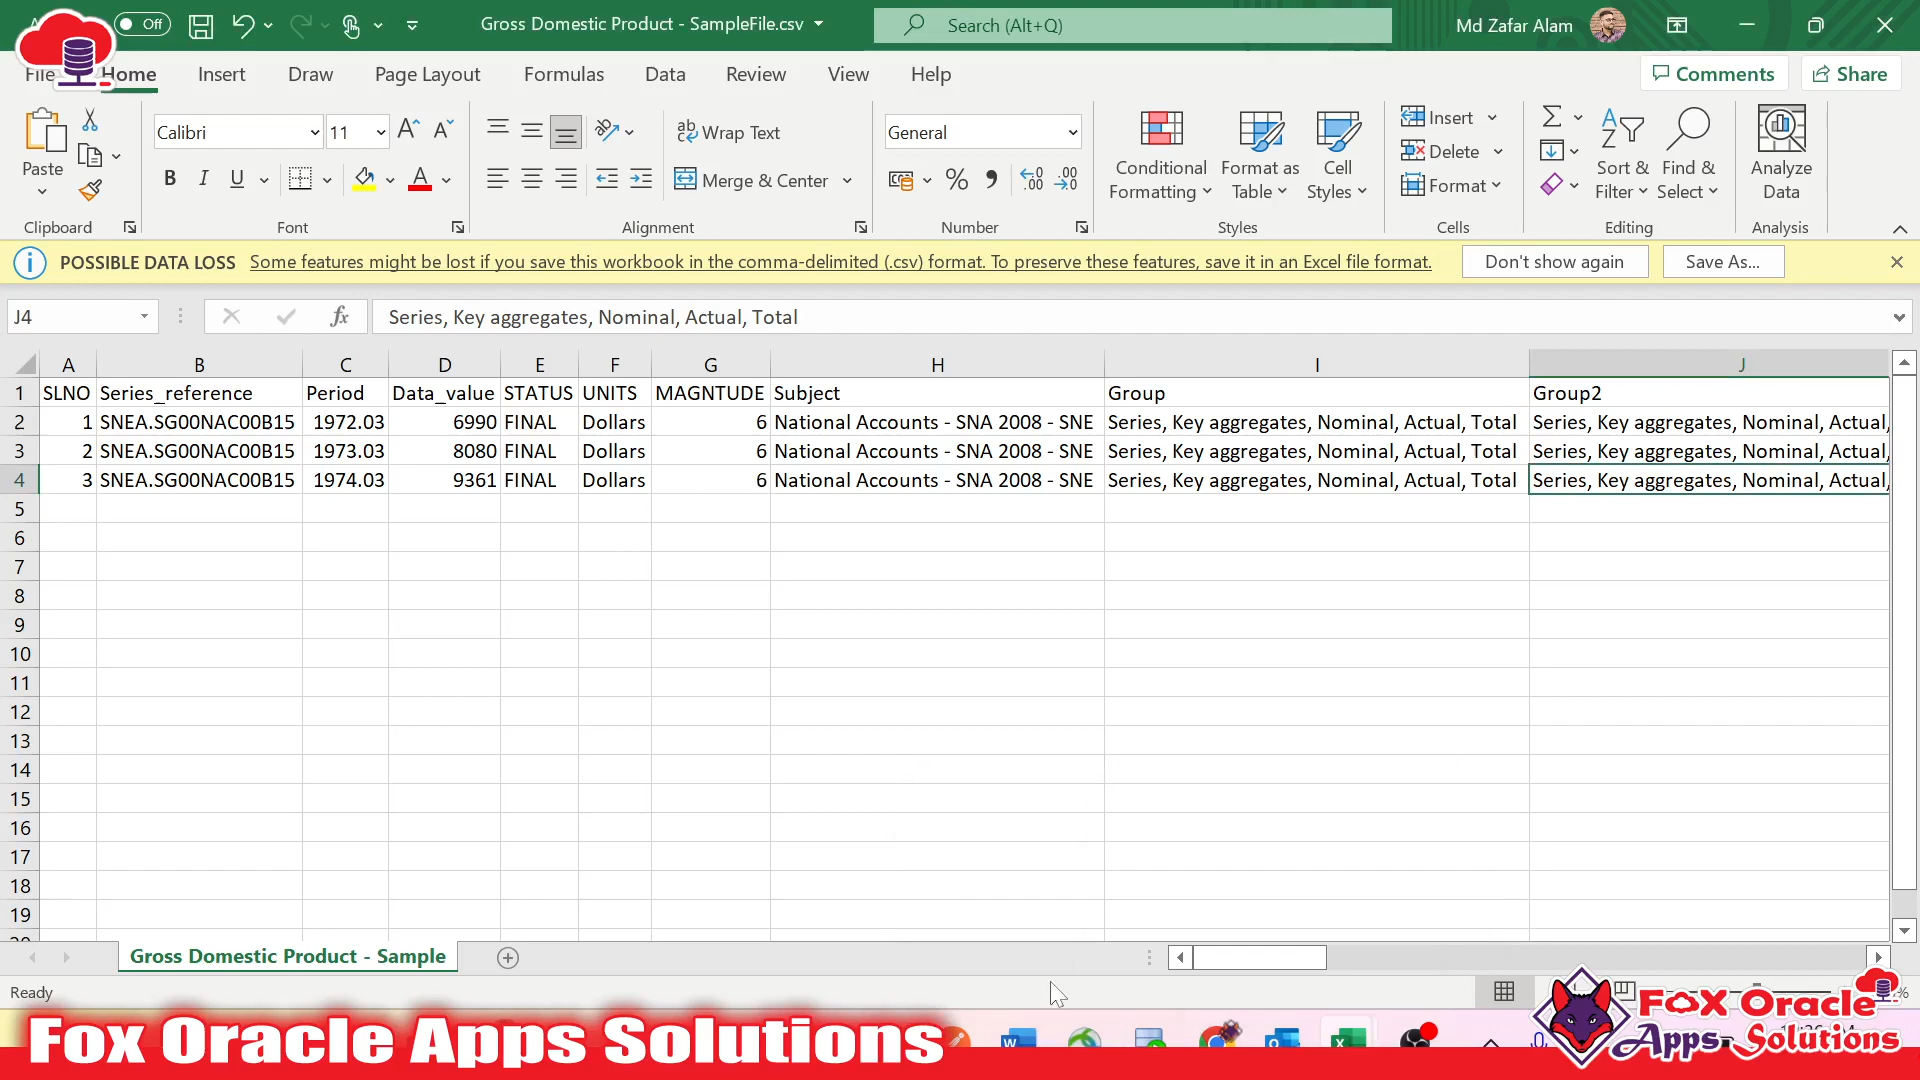 Off
Gross Domestic Product - SampleFile.csv
Search (Alt+Q)
Md Zafar Alam
File
Home
Insert
Draw
Page Layout
Formulas
Data
Review
View
Help
Comments
Share
Paste
Clipboard
Calibri
11
B I U
Font
Wrap Text
Merge & Center
Alignment
General
Number
Conditional
Formatting
Format as
Table
Cell
Styles
Styles
Insert
Delete
Format
Cells
Sort &
Filter
Find &
Select
Editing
Analyze
Data
Analysis
POSSIBLE DATA LOSS Some features might be lost if you save this workbook in the comma-delimited (.csv) format. To preserve these features, save it in an Excel file format. Don't show again Save As...
J4 fx Series, Key aggregates, Nominal, Actual, Total
A B C D E F G H I J
1 SLNO Series_reference Period Data_value STATUS UNITS MAGNTUDE Subject Group Group2
2 1 SNEA.SG00NAC00B15 1972.03 6990 FINAL Dollars 6 National Accounts - SNA 2008 - SNE Series, Key aggregates, Nominal, Actual, Total Series, Key aggregates, Nominal, Actual,
3 2 SNEA.SG00NAC00B15 1973.03 8080 FINAL Dollars 6 National Accounts - SNA 2008 - SNE Series, Key aggregates, Nominal, Actual, Total Series, Key aggregates, Nominal, Actual,
4 3 SNEA.SG00NAC00B15 1974.03 9361 FINAL Dollars 6 National Accounts - SNA 2008 - SNE Series, Key aggregates, Nominal, Actual, Total Series, Key aggregates, Nominal, Actual,
5
6
7
8
9
10
11
12
13
14
15
16
17
18
19
Gross Domestic Product - Sample
Ready
Fox Oracle Apps Solutions
Fox Oracle
Apps Solutions